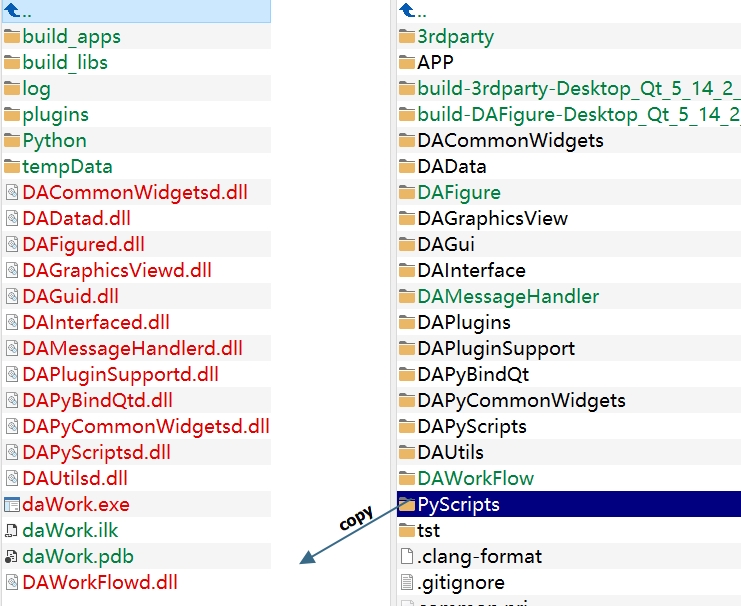 ..
build_apps
build_libs
log
plugins
Python
tempData
DACommonWidgetsd.dll
DADatad.dll
DAFigured.dll
DAGraphicsViewd.dll
DAGuid.dll
DAInterfaced.dll
DAMessageHandlerd.dll
DAPluginSupportd.dll
DAPyBindQtd.dll
DAPyCommonWidgetsd.dll
DAPyScriptsd.dll
DAUtilsd.dll
daWork.exe
daWork.ilk
daWork.pdb
DAWorkFlowd.dll
copy
..
3rdparty
APP
build-3rdparty-Desktop_Qt_5_14_2_
build-DAFigure-Desktop_Qt_5_14_2_
DACommonWidgets
DAData
DAFigure
DAGraphicsView
DAGui
DAInterface
DAMessageHandler
DAPlugins
DAPluginSupport
DAPyBindQt
DAPyCommonWidgets
DAPyScripts
DAUtils
DAWorkFlow
PyScripts
tst
.clang-format
.gitignore